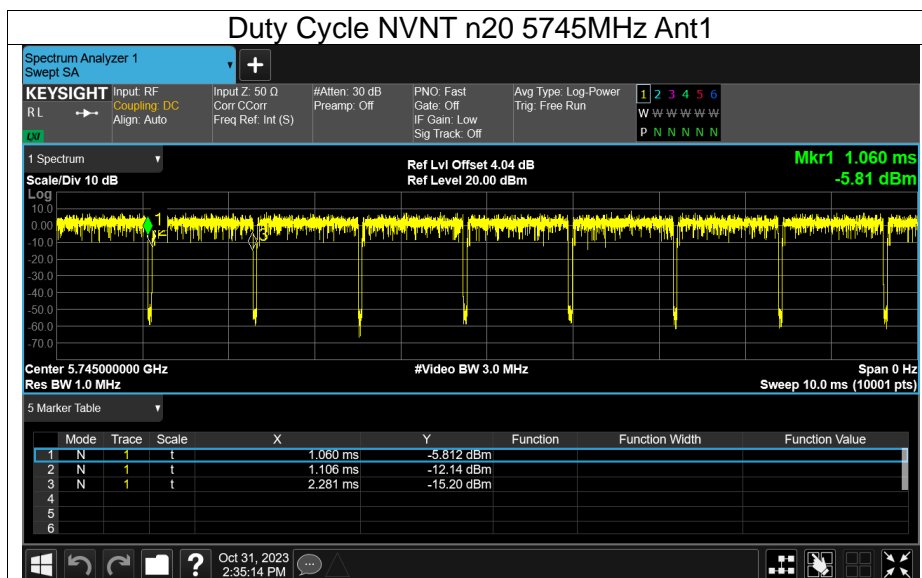 Duty Cycle NVNT n20 5745MHz Ant1
Spectrum Analyzer 1
Swept SA
+
KEYSIGHT Input: RF Input Z: 50 Ω #Atten: 30 dB PNO: Fast Avg Type: Log-Power 1 2 3 4 5 6
R L Coupling: DC Corr CCorr Preamp: Off Gate: Off Trig: Free Run
Align: Auto Freq Ref: Int (S) IF Gain: Low W W W W W W
LXI Sig Track: Off P N N N N N
1 Spectrum Ref Lvl Offset 4.04 dB Mkr1 1.060 ms
Scale/Div 10 dB Ref Level 20.00 dBm -5.81 dBm
Log
10.0
0.00
-10.0
-20.0
-30.0
-40.0
-50.0
-60.0
-70.0
1
2
3
Center 5.745000000 GHz #Video BW 3.0 MHz Span 0 Hz
Res BW 1.0 MHz Sweep 10.0 ms (10001 pts)
5 Marker Table
Mode Trace Scale X Y Function Function Width Function Value
1 N 1 t 1.060 ms -5.812 dBm
2 N 1 t 1.106 ms -12.14 dBm
3 N 1 t 2.281 ms -15.20 dBm
4
5
6
? Oct 31, 2023
2:35:14 PM